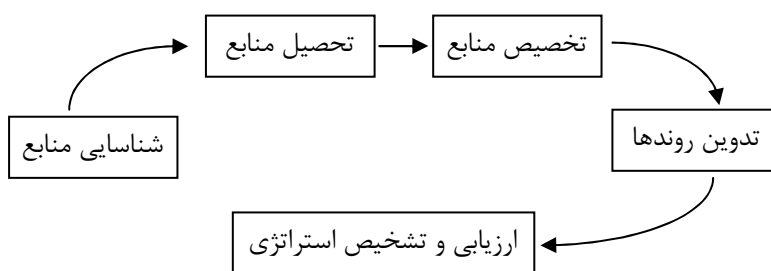 شناسایی منابع
تحصیل منابع
تخصیص منابع
تدوین روندها
ارزیابی و تشخیص استراتژی